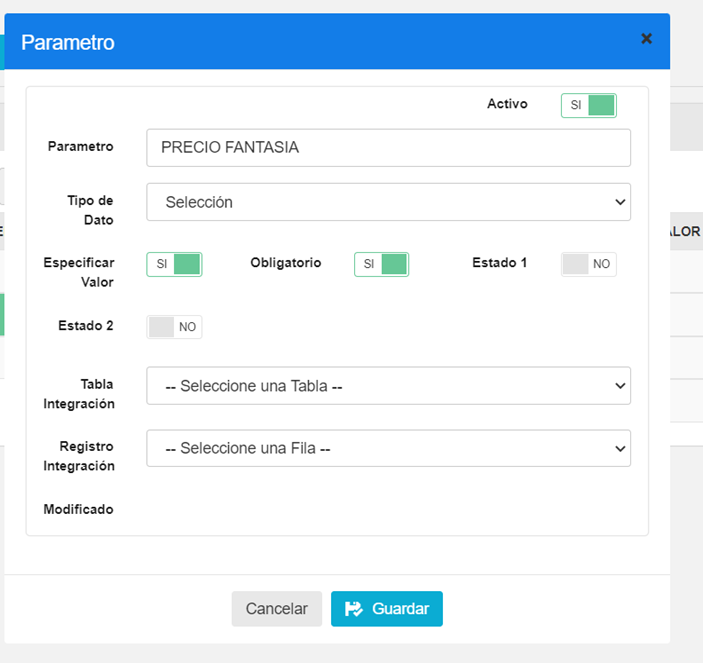 Parametro
×
Activo SI
Parametro PRECIO FANTASIA
Tipo de
Dato
Selección
Especificar
Valor
SI
Obligatorio SI
Estado 1 NO
Estado 2 NO
Tabla
Integración
-- Seleccione una Tabla --
Registro
Integración
-- Seleccione una Fila --
Modificado
Cancelar
Guardar